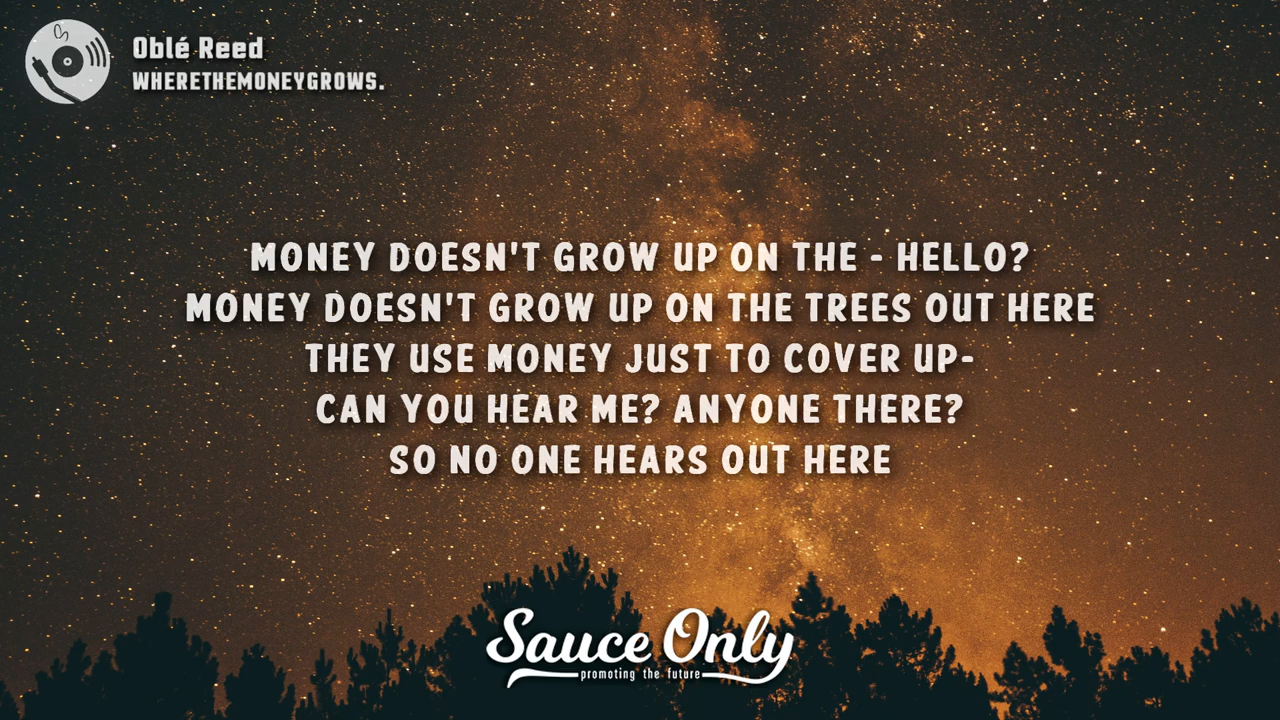 Oblé Reed
WHERETHEMONEYGROWS.
MONEY DOESN'T GROW UP ON THE - HELLO?
MONEY DOESN'T GROW UP ON THE TREES OUT HERE
THEY USE MONEY JUST TO COVER UP-
CAN YOU HEAR ME? ANYONE THERE?
SO NO ONE HEARS OUT HERE
Sauce Only
promoting the future